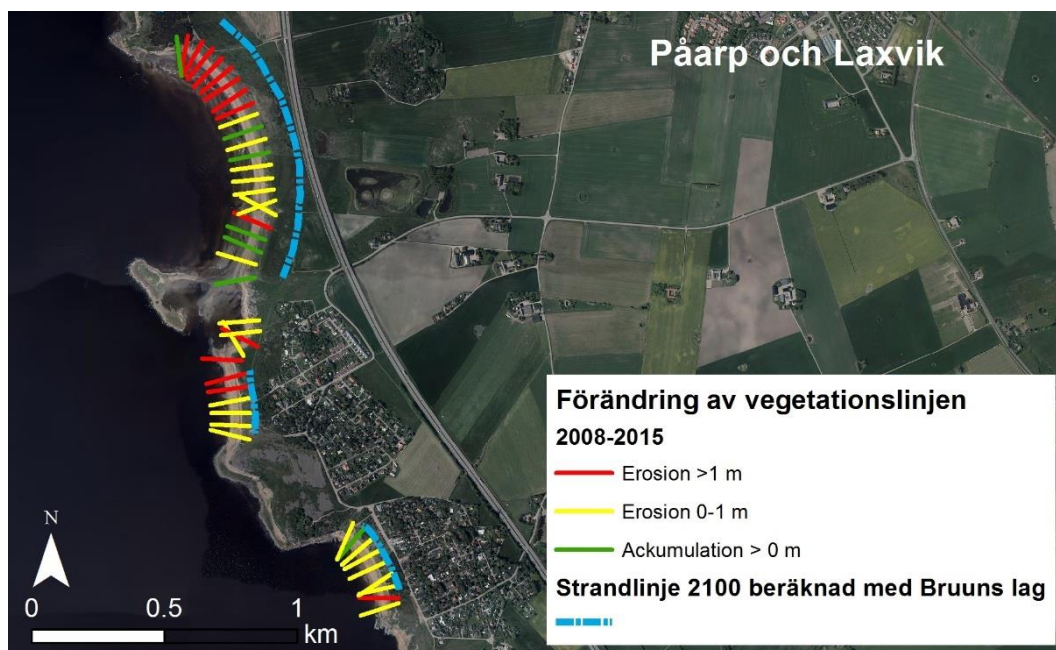 Påarp och Laxvik
Förändring av vegetationslinjen
2008-2015
Erosion >1 m
Erosion 0-1 m
Ackumulation > 0 m
Strandlinje 2100 beräknad med Bruuns lag
N
0 0.5 1
km